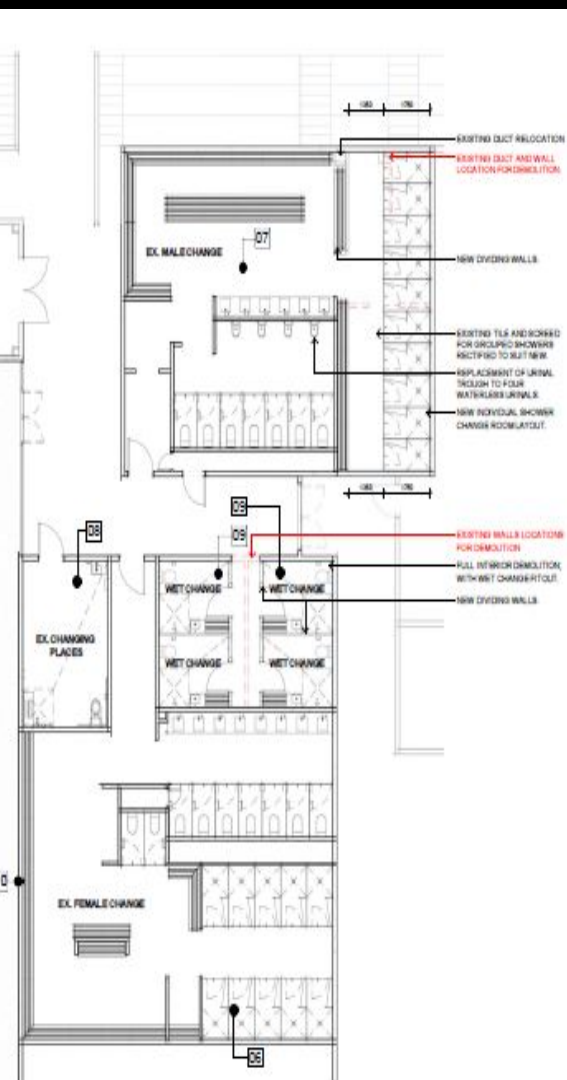 EXISTING DUCT RELOCATION
EXISTING DUCT AND WALL
LOCATION FOR DEMOLITION.
07
EX. MALE CHANGE
NEW DIVIDING WALLS.
EXISTING TILE AND SCREED
FOR GROUPED SHOWERS
RECTIFIED TO SUIT NEW.
REPLACEMENT OF URINAL
TROUGH TO FOUR
WATERLESS URINALS.
NEW INDIVIDUAL SHOWER
CHANGE ROOM LAYOUT.
09
08
09
EXISTING WALLS LOCATIONS
FOR DEMOLITION
FULL INTERIOR DEMOLITION,
WITH WET CHANGE FITOUT.
WET CHANGE
WET CHANGE
NEW DIVIDING WALLS.
EX. CHANGING
PLACES
WET CHANGE
WET CHANGE
EX. FEMALE CHANGE
06